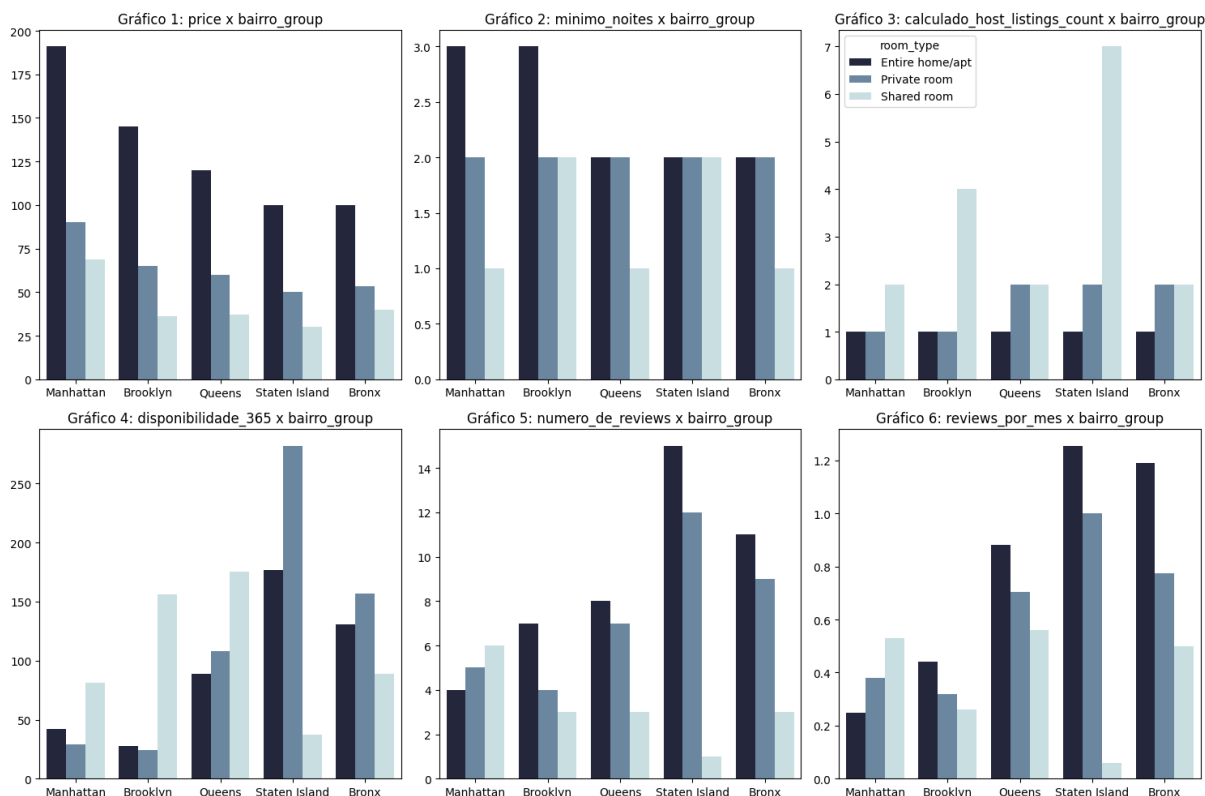 Gráfico 1: price x bairro_group
200
175
150
125
100
75
50
25
0
Manhattan Brooklyn Queens Staten Island Bronx
Gráfico 2: minimo_noites x bairro_group
3.0
2.5
2.0
1.5
1.0
0.5
0.0
Manhattan Brooklyn Queens Staten Island Bronx
Gráfico 3: calculado_host_listings_count x bairro_group
room_type
Entire home/apt
Private room
Shared room
7
6
5
4
3
2
1
0
Manhattan Brooklyn Queens Staten Island Bronx
Gráfico 4: disponibilidade_365 x bairro_group
250
200
150
100
50
0
Manhattan Brooklyn Queens Staten Island Bronx
Gráfico 5: numero_de_reviews x bairro_group
14
12
10
8
6
4
2
0
Manhattan Brooklyn Queens Staten Island Bronx
Gráfico 6: reviews_por_mes x bairro_group
1.2
1.0
0.8
0.6
0.4
0.2
0.0
Manhattan Brooklyn Queens Staten Island Bronx